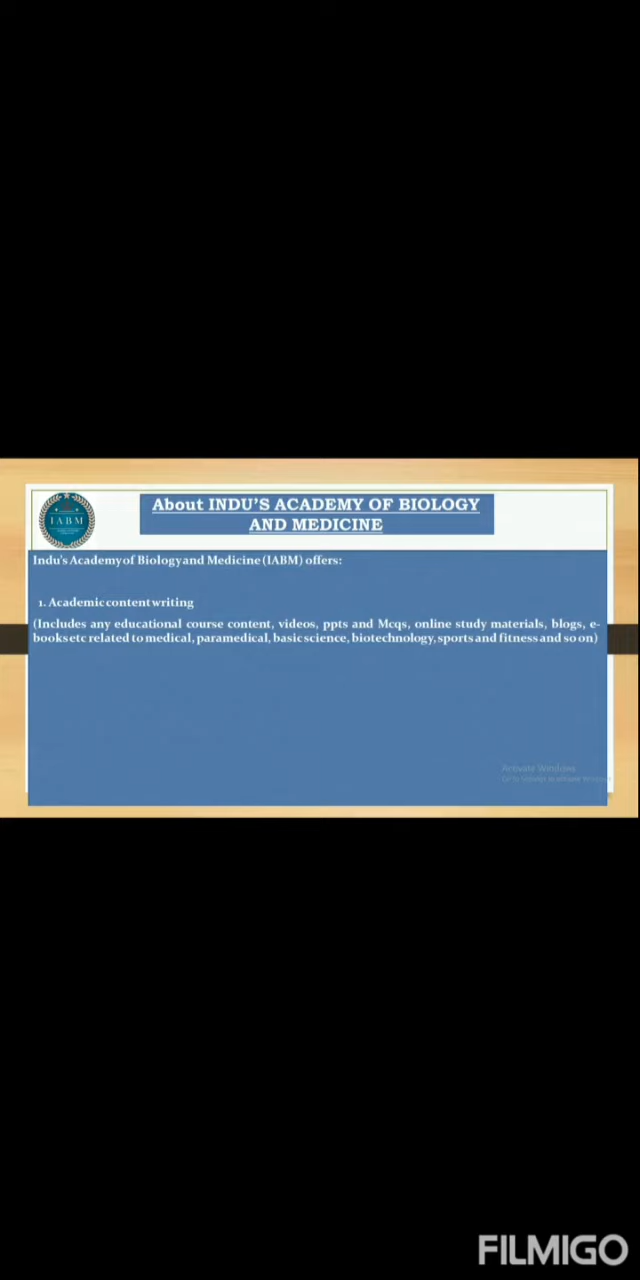 About INDU'S ACADEMY OF BIOLOGY
AND MEDICINE
IABM
Indu's Academy of Biology and Medicine (IABM) offers:
1. Academic content writing
(Includes any educational course content, videos, ppts and Mcqs, online study materials, blogs, e-
books etc related to medical, paramedical, basic science, biotechnology, sports and fitness and so on)
Activate Windows
FILMIGO